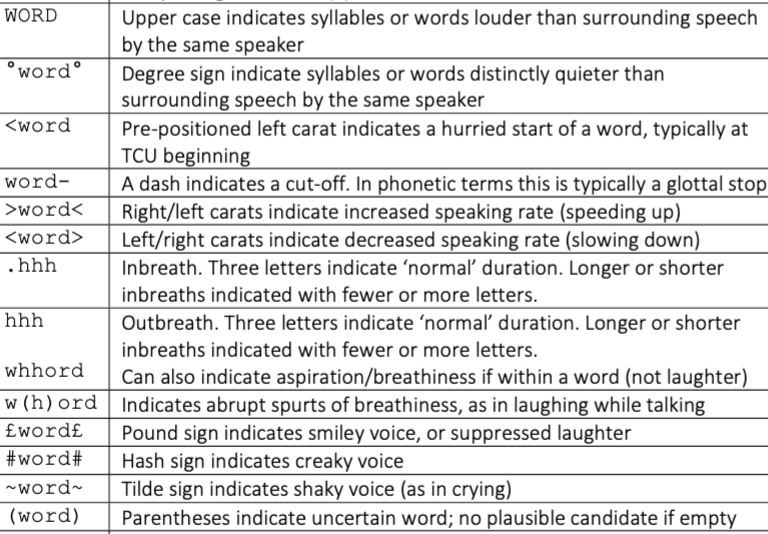 WORD Upper case indicates syllables or words louder than surrounding speech
by the same speaker
°word° Degree sign indicate syllables or words distinctly quieter than
surrounding speech by the same speaker
<word Pre-positioned left carat indicates a hurried start of a word, typically at
TCU beginning
word- A dash indicates a cut-off. In phonetic terms this is typically a glottal stop
>word< Right/left carats indicate increased speaking rate (speeding up)
<word> Left/right carats indicate decreased speaking rate (slowing down)
.hhh Inbreath. Three letters indicate ‘normal’ duration. Longer or shorter
inbreaths indicated with fewer or more letters.
hhh Outbreath. Three letters indicate ‘normal’ duration. Longer or shorter
inbreaths indicated with fewer or more letters.
whhord Can also indicate aspiration/breathiness if within a word (not laughter)
w(h)ord Indicates abrupt spurts of breathiness, as in laughing while talking
£word£ Pound sign indicates smiley voice, or suppressed laughter
#word# Hash sign indicates creaky voice
~word~ Tilde sign indicates shaky voice (as in crying)
(word) Parentheses indicate uncertain word; no plausible candidate if empty